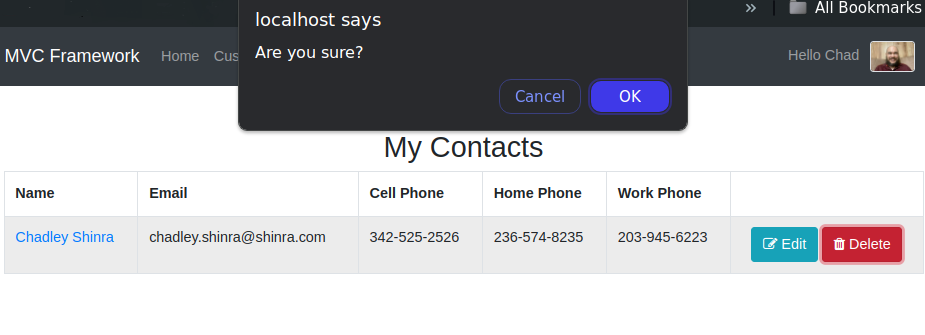 »
All Bookmarks
localhost says
Are you sure?
Cancel
OK
MVC Framework
Home
Cus
Hello Chad
My Contacts
Name Email Cell Phone Home Phone Work Phone
Chadley Shinra chadley.shinra@shinra.com 342-525-2526 236-574-8235 203-945-6223 Edit Delete